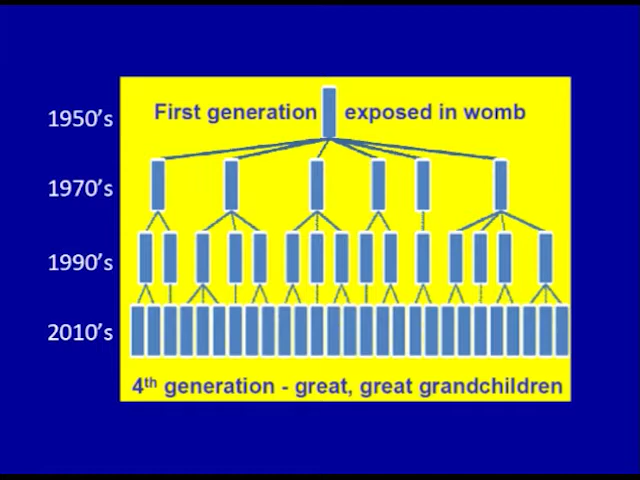 1950's
First generation exposed in womb
1970's
1990's
2010's
4th generation - great, great grandchildren